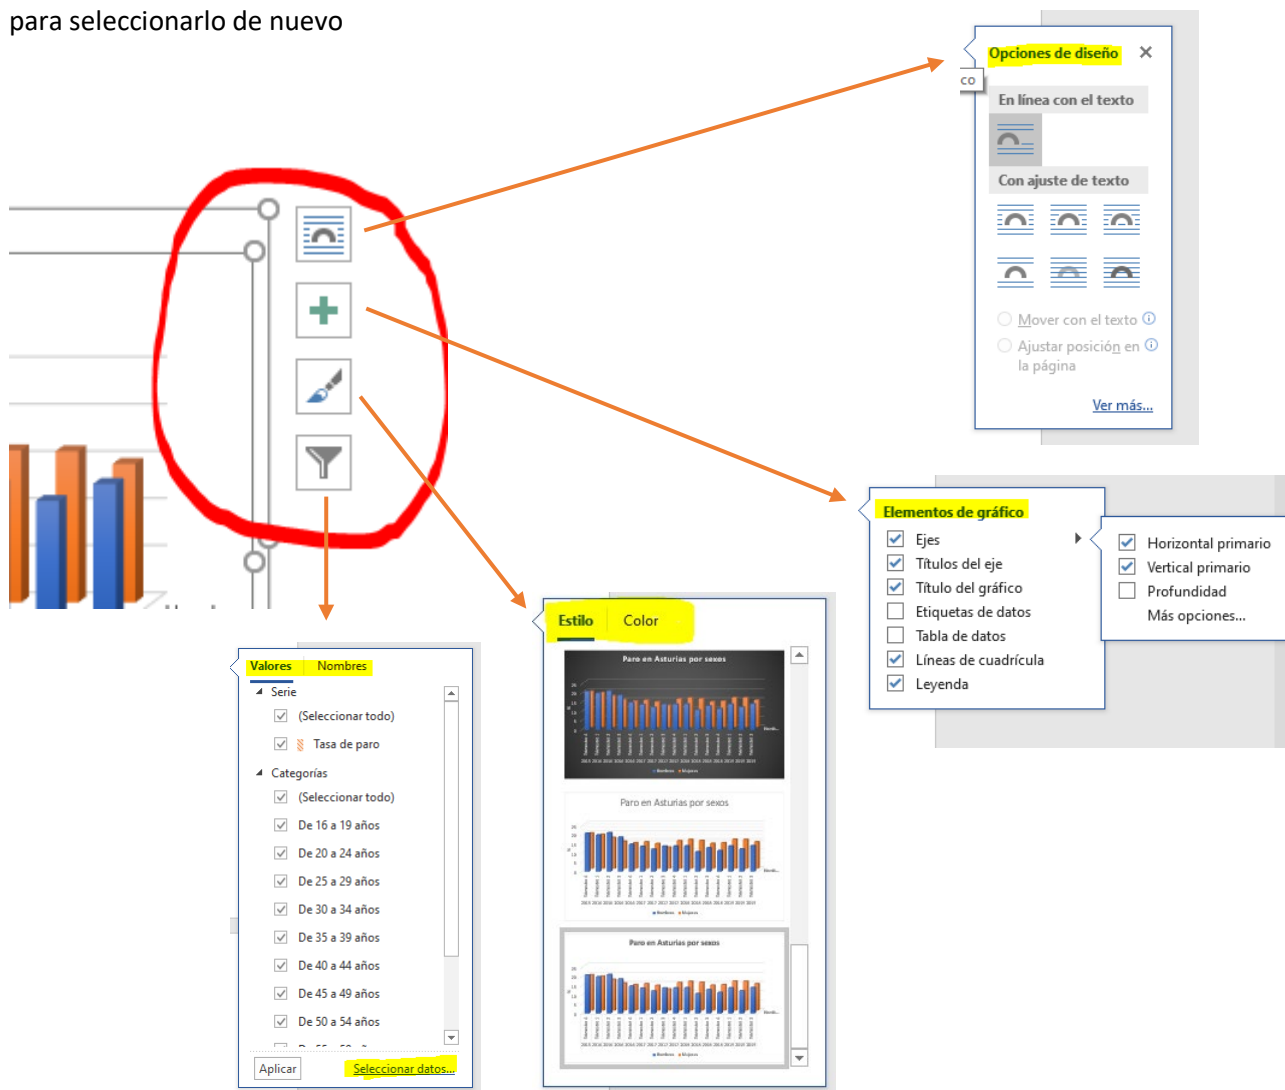 para seleccionarlo de nuevo
Opciones de diseño
co
En línea con el texto
Con ajuste de texto
Mover con el texto
Ajustar posición en
la página
Ver más...
Elementos de gráfico
Ejes
Títulos del eje
Título del gráfico
Etiquetas de datos
Tabla de datos
Líneas de cuadrícula
Leyenda
Horizontal primario
Vertical primario
Profundidad
Más opciones...
Estilo Color
Paro en Asturias por sexos
Paro en Asturias por sexos
Paro en Asturias por sexos
Valores Nombres
Serie
(Seleccionar todo)
Tasa de paro
Categorías
(Seleccionar todo)
De 16 a 19 años
De 20 a 24 años
De 25 a 29 años
De 30 a 34 años
De 35 a 39 años
De 40 a 44 años
De 45 a 49 años
De 50 a 54 años
Aplicar
Seleccionar datos...